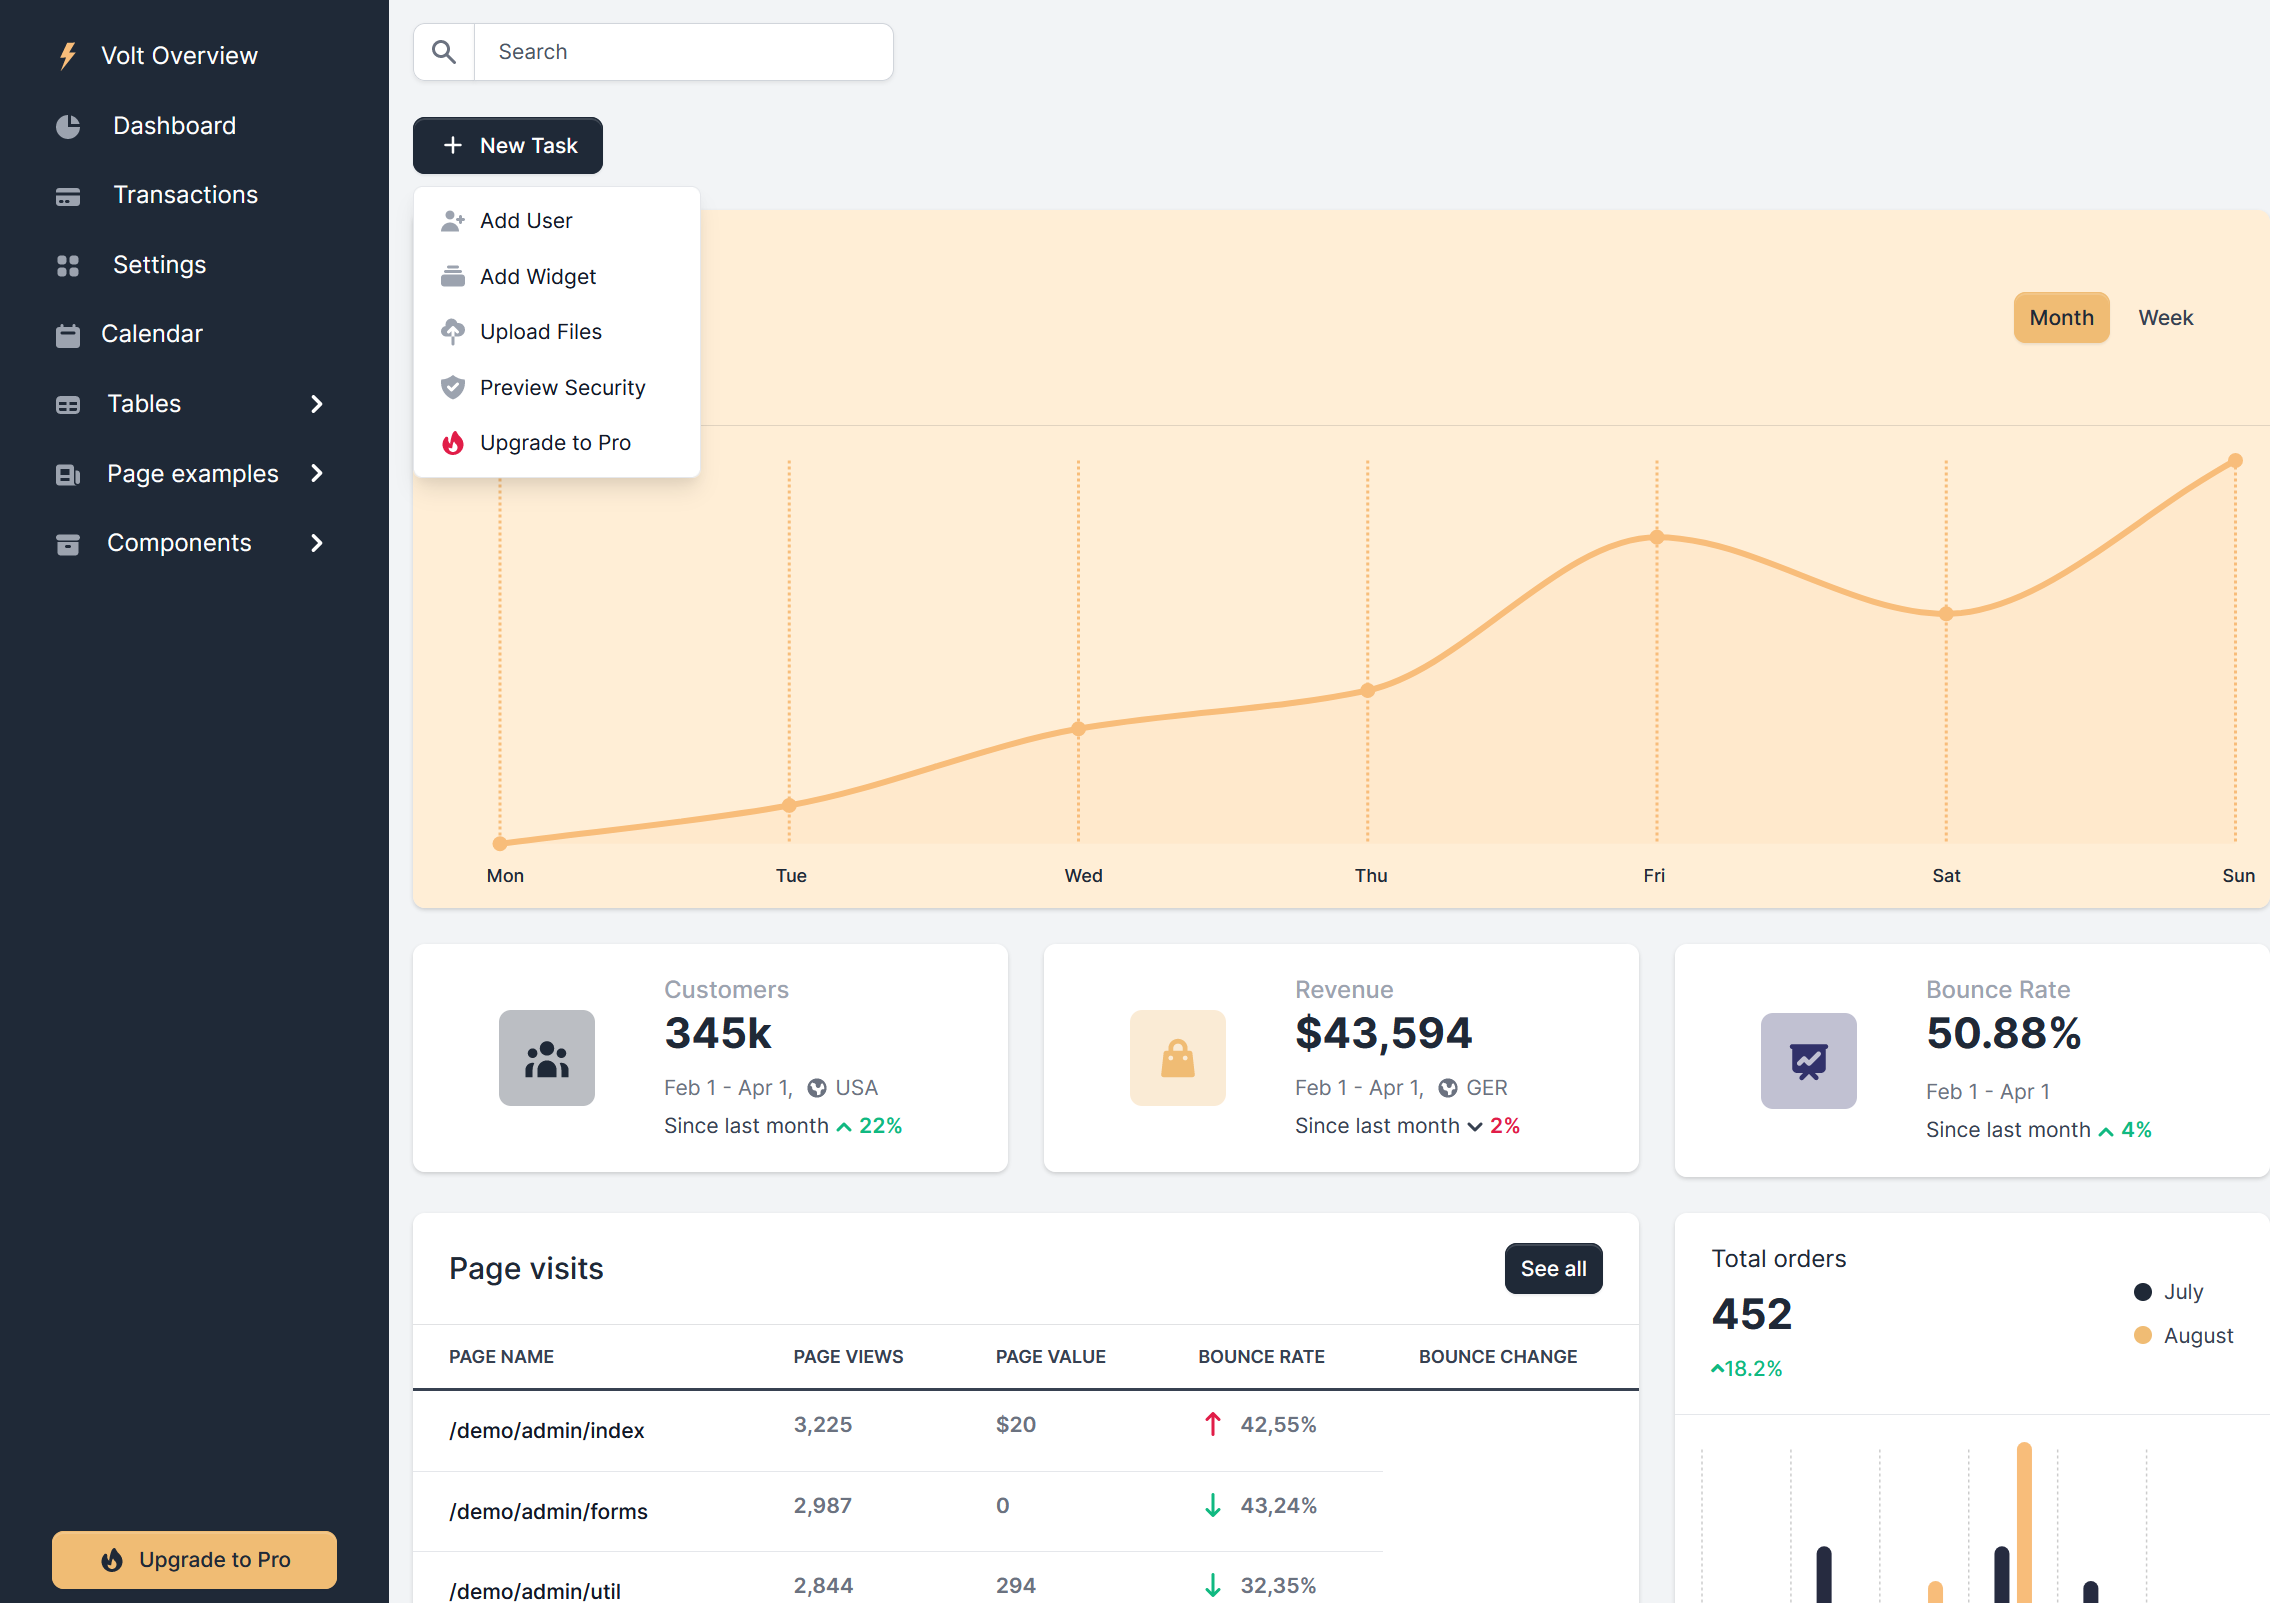 Volt Overview
Dashboard
Transactions
Settings
Calendar
Tables
Page examples
Components
Upgrade to Pro
Search
New Task
Add User
Add Widget
Upload Files
Preview Security
Upgrade to Pro
Month Week
Mon Tue Wed Thu Fri Sat Sun
Customers
345k
Feb 1 - Apr 1, USA
Since last month 22%
Revenue
$43,594
Feb 1 - Apr 1, GER
Since last month 2%
Bounce Rate
50.88%
Feb 1 - Apr 1
Since last month 4%
Page visits
See all
PAGE NAME PAGE VIEWS PAGE VALUE BOUNCE RATE BOUNCE CHANGE
/demo/admin/index 3,225 $20 42,55%
/demo/admin/forms 2,987 0 43,24%
/demo/admin/util 2,844 294 32,35%
Total orders
452
18.2%
July
August